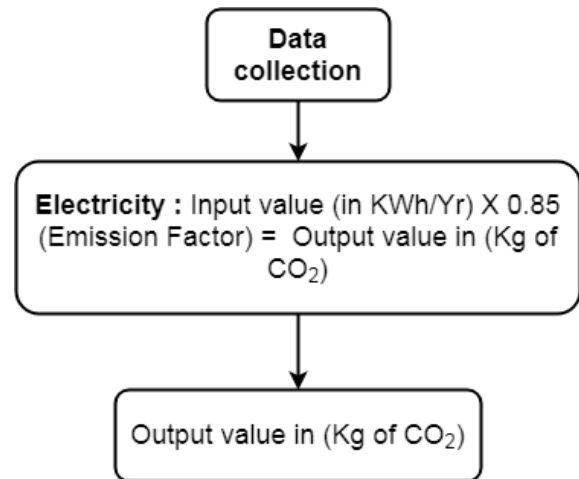 Data
collection
Electricity : Input value (in KWh/Yr) X 0.85
(Emission Factor) = Output value in (Kg of
CO₂)
Output value in (Kg of CO₂)